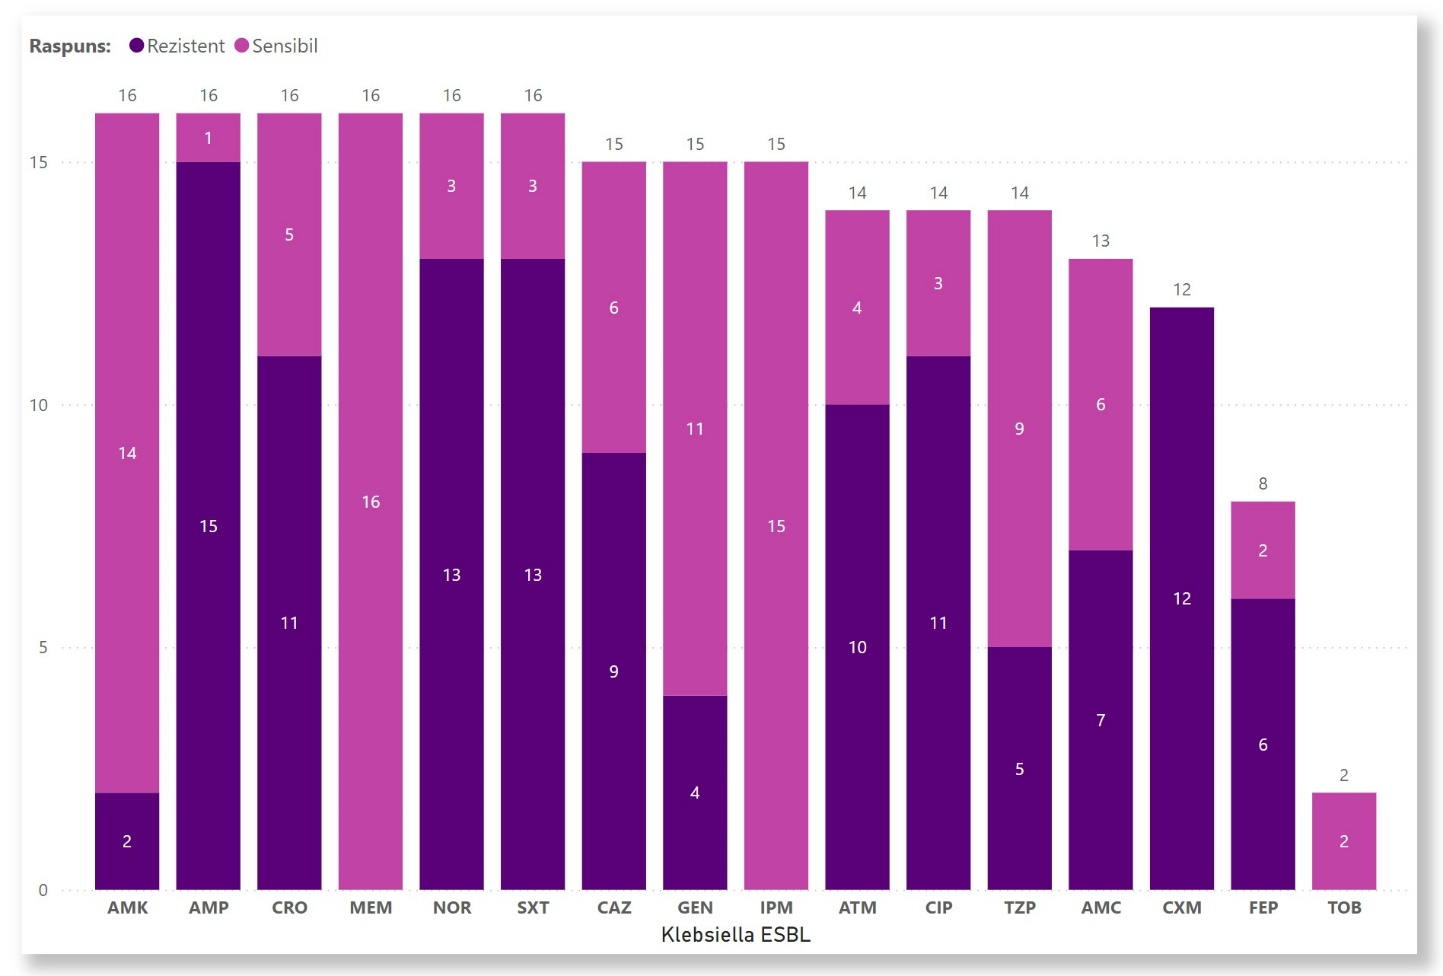 Raspuns: Rezistent Sensibil
16 16 16 16 16 16 15 15 15 14 14 14 13 12 8 2
15
10
5
0
14 1 5 16 3 3 6 11 15 4 3 9 6 2 2
2 15 11 13 13 9 4 10 11 5 7 12 6
AMK AMP CRO MEM NOR SXT CAZ GEN IPM ATM CIP TZP AMC CXM FEP TOB
Klebsiella ESBL